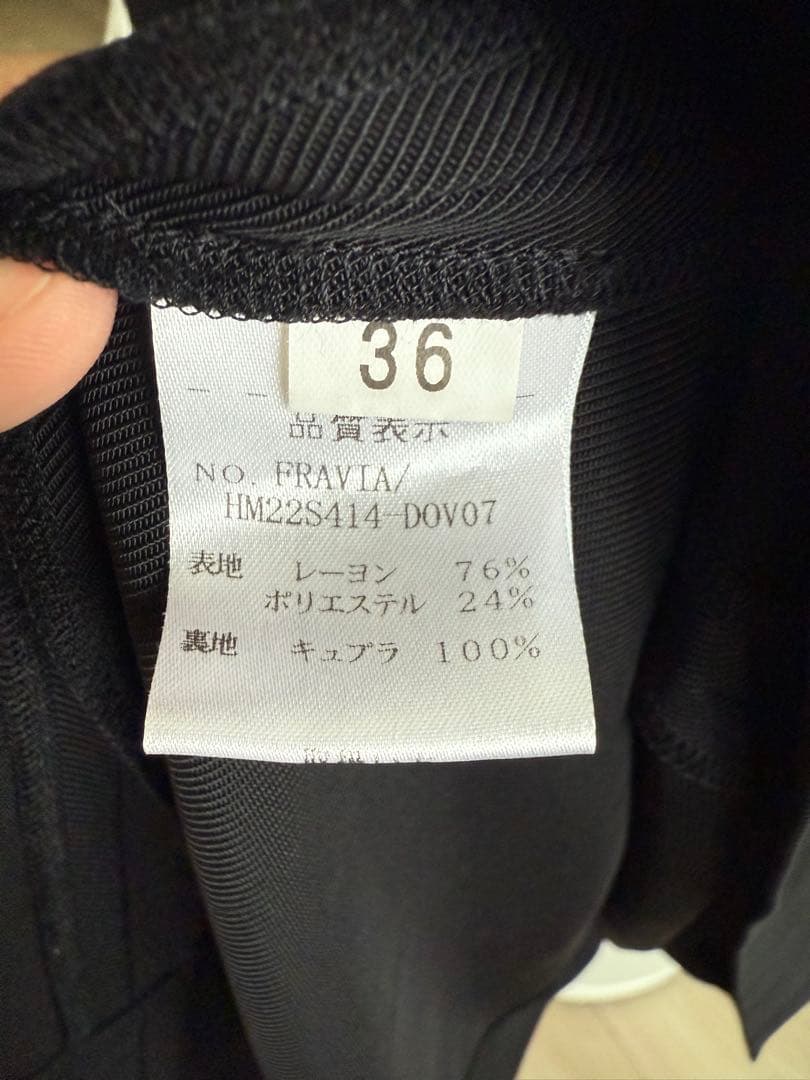 36
品質表示
NO. FRAVIA/
HM22S414-DOV07
表地 レーヨン 76%
ポリエステル 24%
裏地 キュプラ 100%